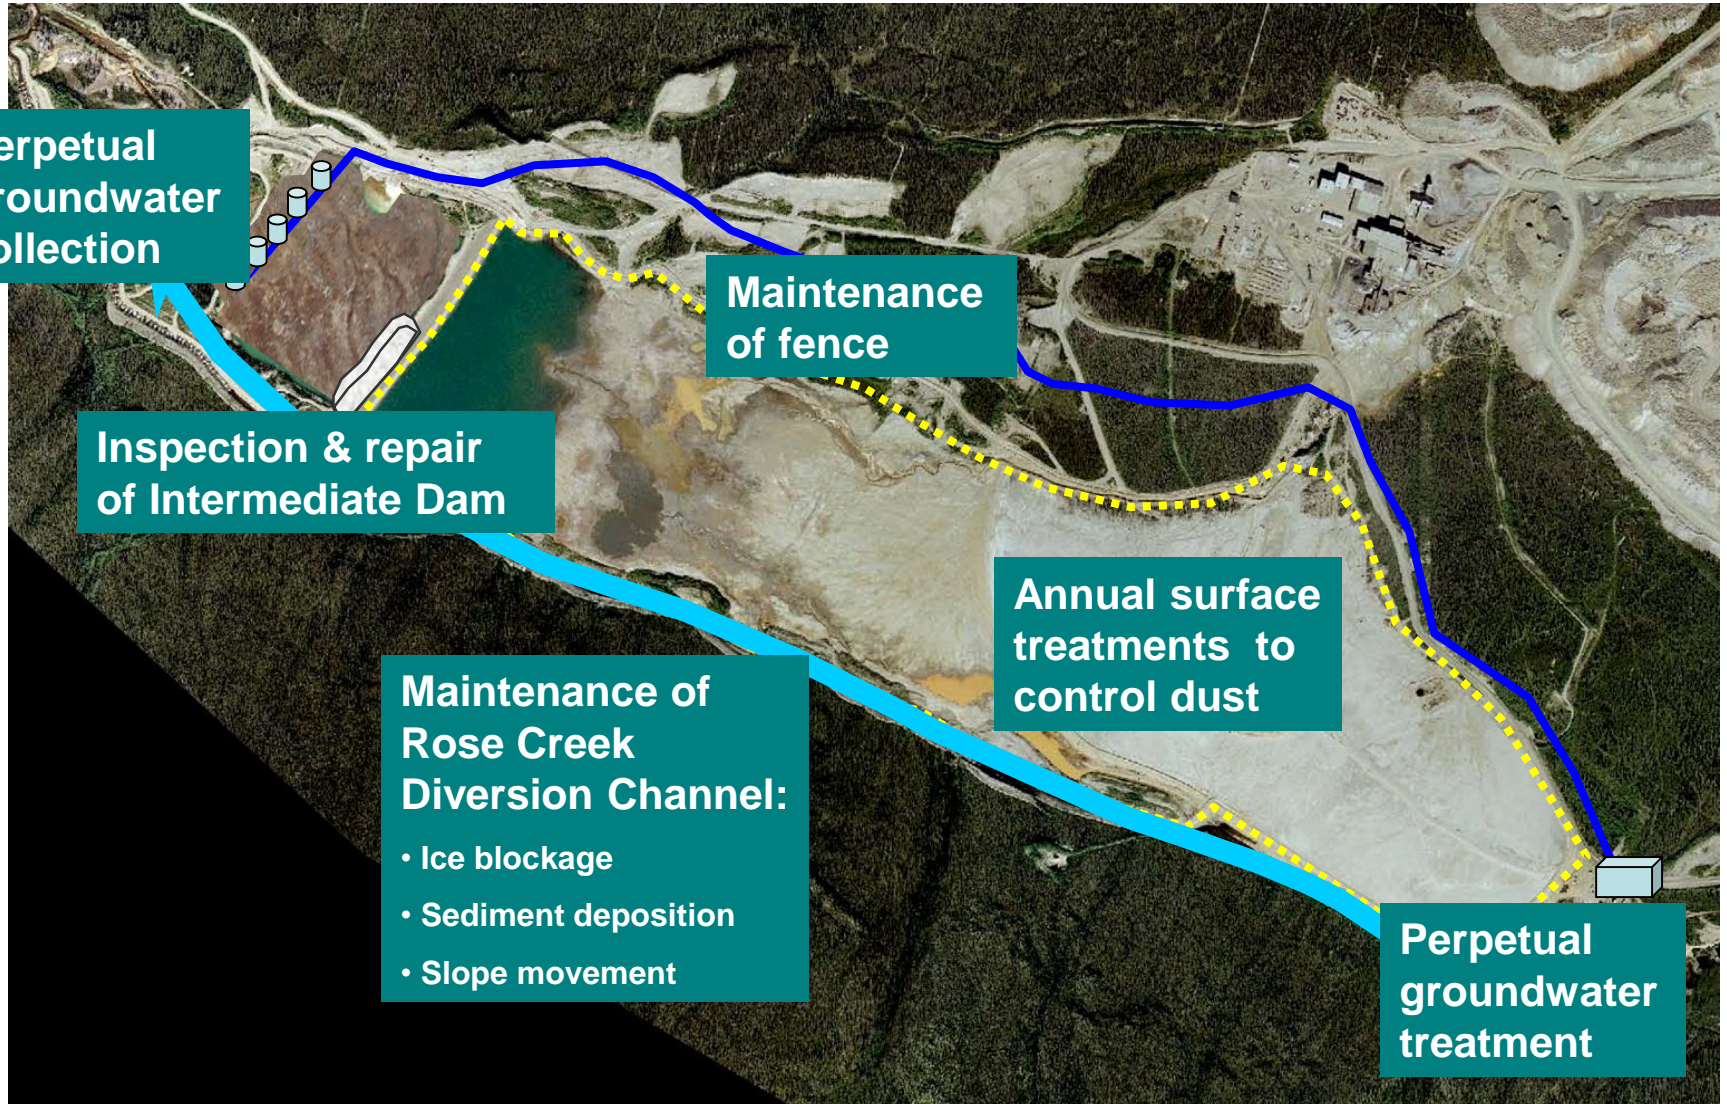 erpetual
roundwater
ollection
Maintenance
of fence
Inspection & repair
of Intermediate Dam
Annual surface
treatments to
control dust
Maintenance of
Rose Creek
Diversion Channel:
• Ice blockage
• Sediment deposition
• Slope movement
Perpetual
groundwater
treatment